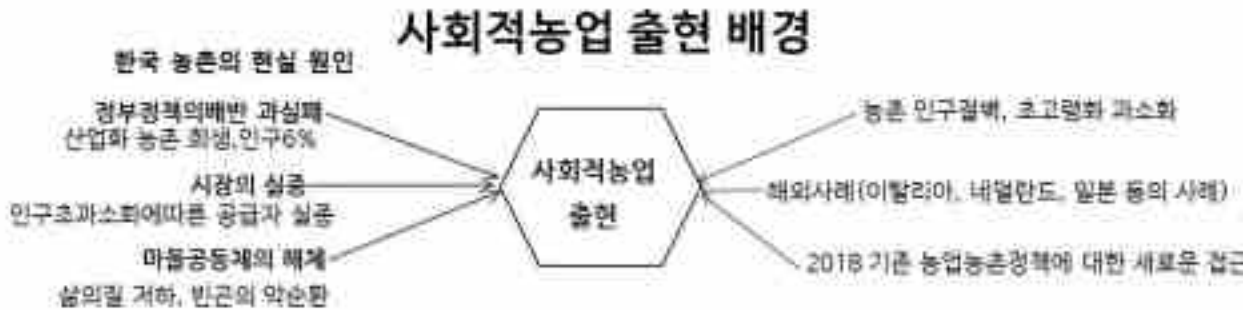 사회적농업 출현 배경
한국 농촌의 현실 원인
정부정책의배반 과실패
산업화 농촌 희생,인구6%
시장의 실종
인구초과소화에따른 공급자 실종
마을공동체의 해체
삶의질 저하, 빈곤의 악순환
사회적농업
출현
농촌 인구절벽, 초고령화 과소화
해외사례(이탈리아, 네덜란드, 일본 등의 사례)
2018 기존 농업농촌정책에 대한 새로운 접근